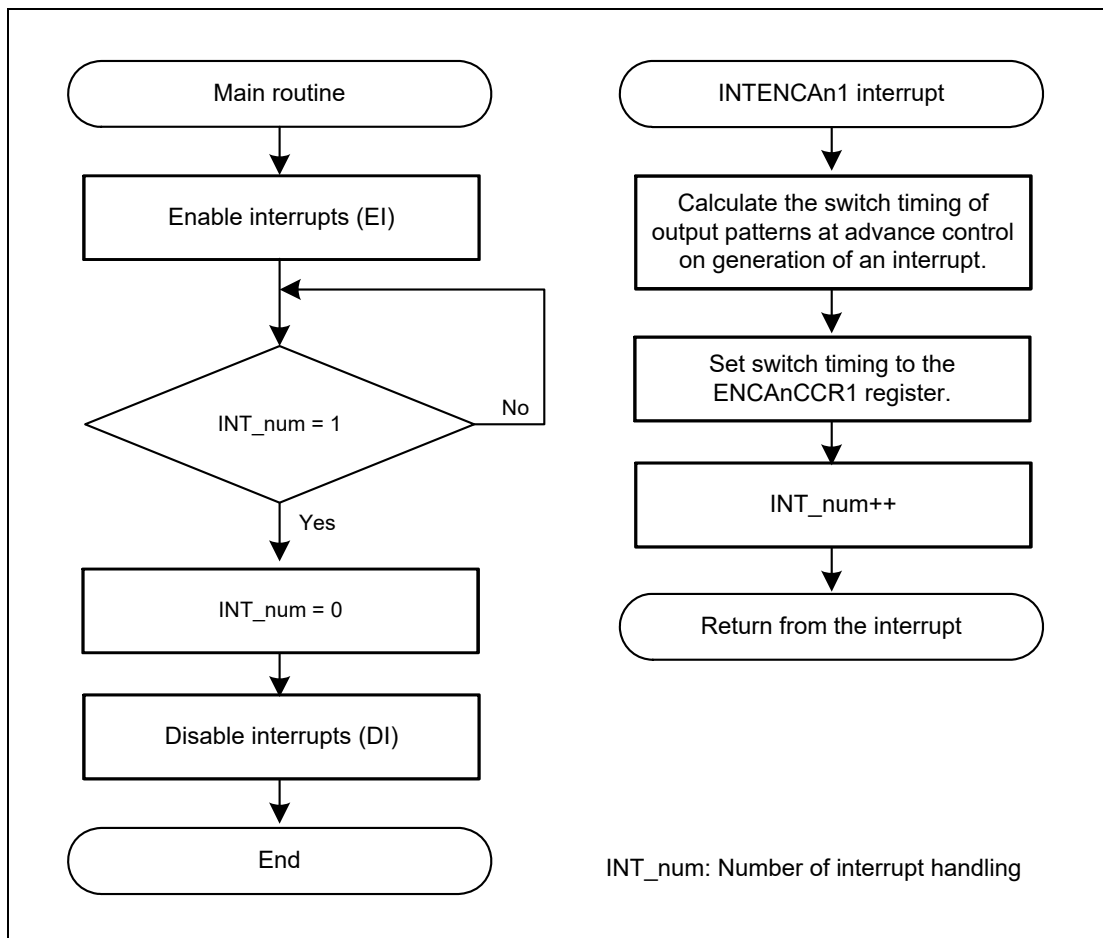 Main routine
Enable interrupts (EI)
INT_num = 1
No
Yes
INT_num = 0
Disable interrupts (DI)
End
INTENCAn1 interrupt
Calculate the switch timing of
output patterns at advance control
on generation of an interrupt.
Set switch timing to the
ENCAnCCR1 register.
INT_num++
Return from the interrupt
INT_num: Number of interrupt handling